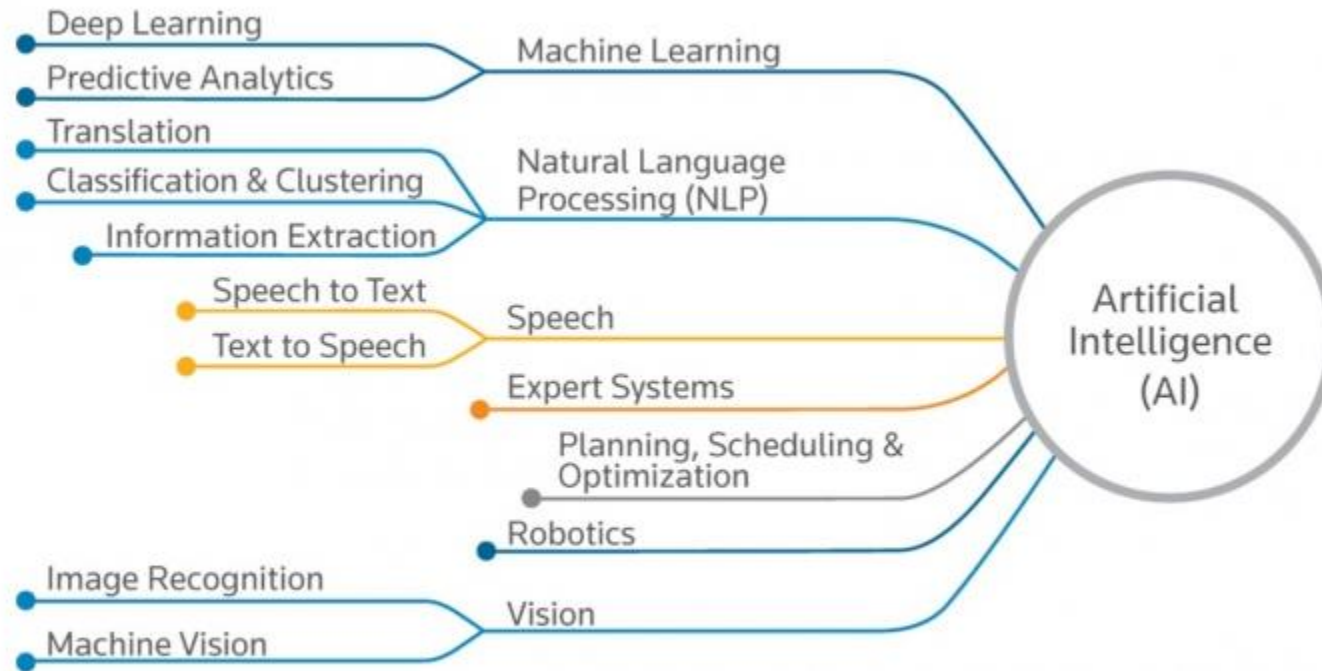 Deep Learning
Machine Learning
Predictive Analytics
Translation
Classification & Clustering
Natural Language
Processing (NLP)
Information Extraction
Speech to Text
Speech
Text to Speech
Expert Systems
Planning, Scheduling &
Optimization
Robotics
Image Recognition
Vision
Machine Vision
Artificial
Intelligence
(AI)